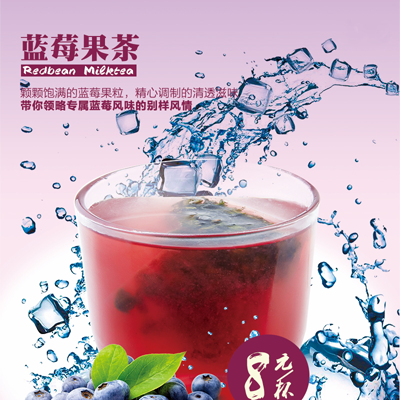 蓝莓果茶
Redbean Milktea
颗颗饱满的蓝莓果粒，精心调制的清透滋味
带你领略专属蓝莓风味的别样风情
8元/杯